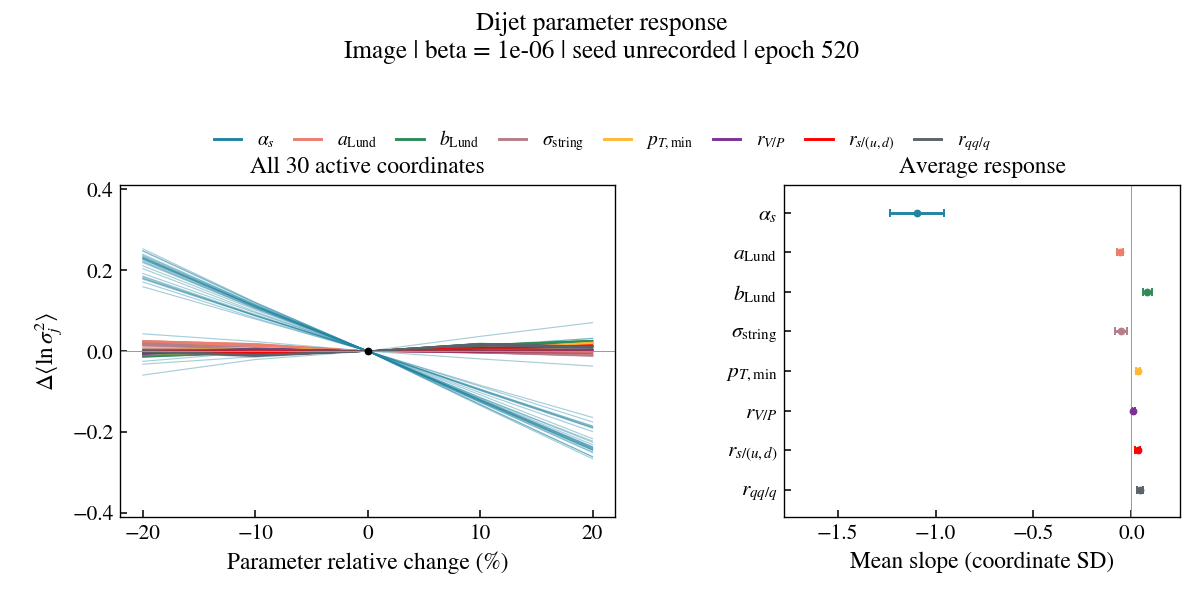 Dijet parameter response
Image | beta = 1e-06 | seed unrecorded | epoch 520
α_s a_Lund b_Lund σ_string p_T, min r_V/P r_s/(u, d) r_qq/q
All 30 active coordinates
Average response
0.4
0.2
0.0
−0.2
−0.4
Δ⟨ln σ_j^2⟩
−20 −10 0 10 20
Parameter relative change (%)
α_s
a_Lund
b_Lund
σ_string
p_T, min
r_V/P
r_s/(u, d)
r_qq/q
−1.5 −1.0 −0.5 0.0
Mean slope (coordinate SD)